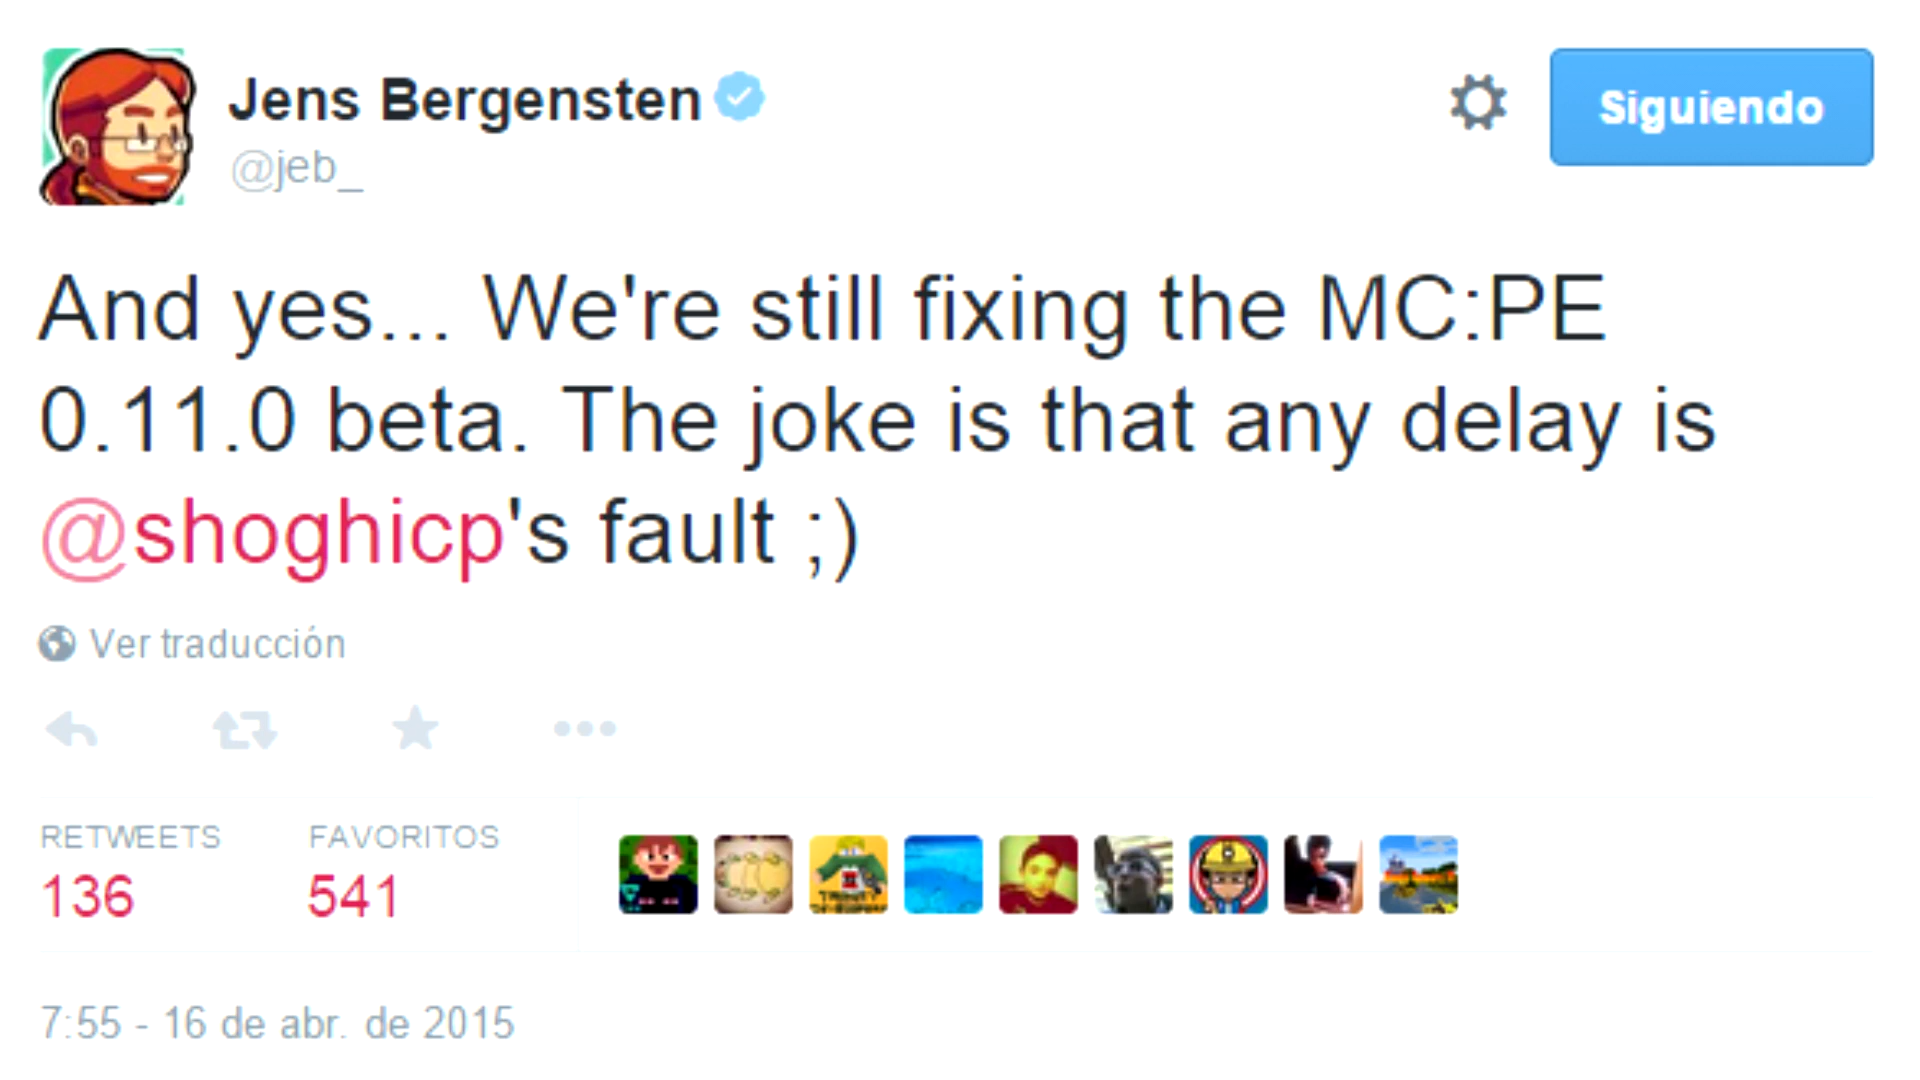 Jens Bergensten
@jeb_
Siguiendo
And yes... We're still fixing the MC:PE
0.11.0 beta. The joke is that any delay is
@shoghicp's fault ;)
Ver traducción
RETWEETS FAVORITOS
136 541
7:55 - 16 de abr. de 2015